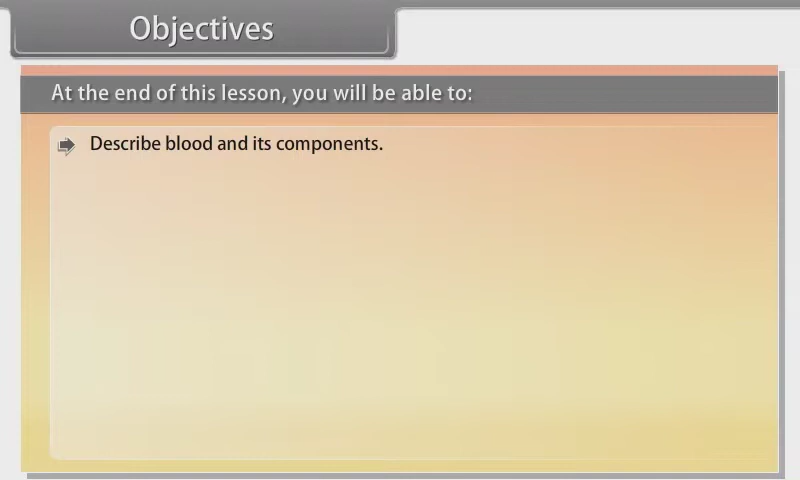 Objectives
At the end of this lesson, you will be able to:
Describe blood and its components.